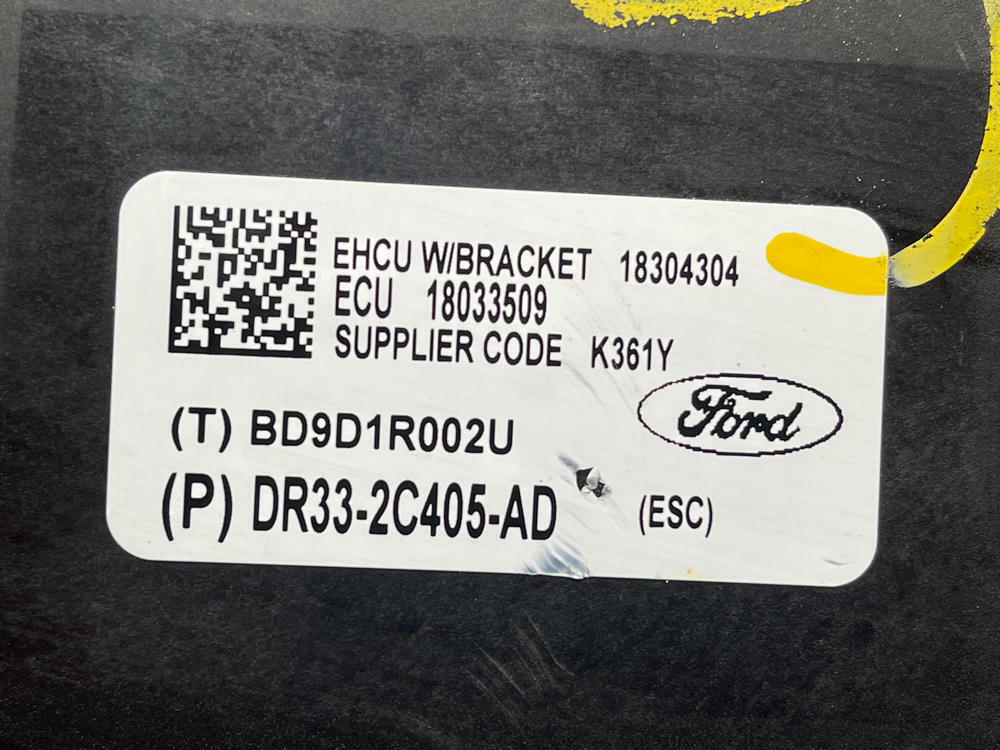 EHCU W/BRACKET 18304304
ECU 18033509
SUPPLIER CODE K361Y
Ford
(T) BD9D1R002U
(P) DR33-2C405-AD (ESC)